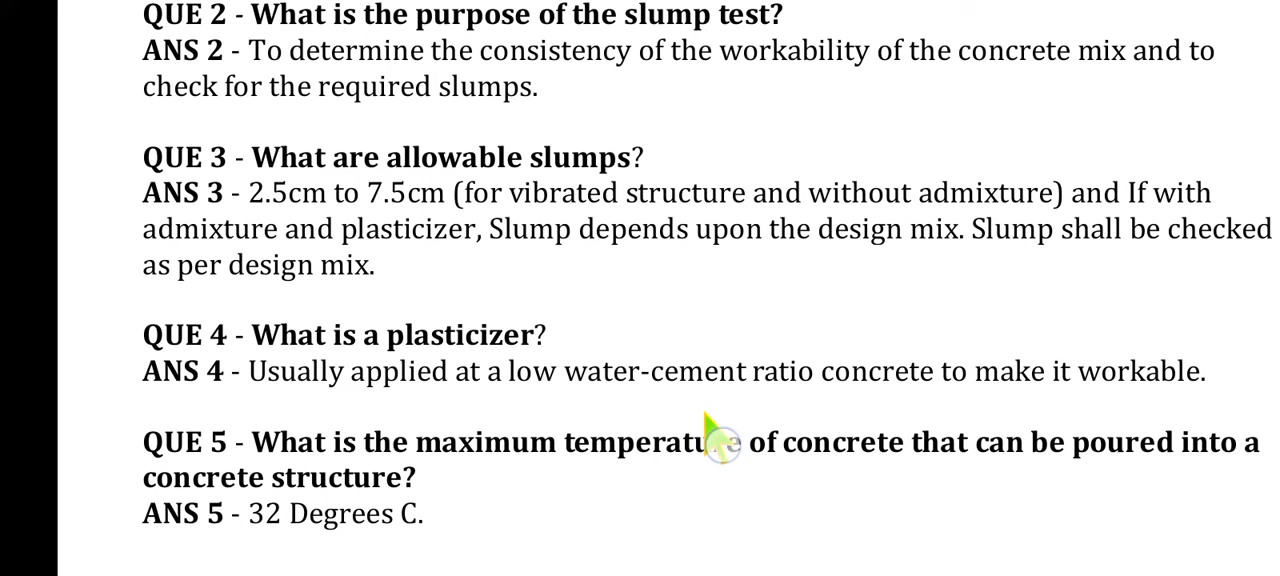 QUE 2 - What is the purpose of the slump test?
ANS 2 - To determine the consistency of the workability of the concrete mix and to
check for the required slumps.
QUE 3 - What are allowable slumps?
ANS 3 - 2.5cm to 7.5cm (for vibrated structure and without admixture) and If with
admixture and plasticizer, Slump depends upon the design mix. Slump shall be checked
as per design mix.
QUE 4 - What is a plasticizer?
ANS 4 - Usually applied at a low water-cement ratio concrete to make it workable.
QUE 5 - What is the maximum temperature of concrete that can be poured into a
concrete structure?
ANS 5 - 32 Degrees C.